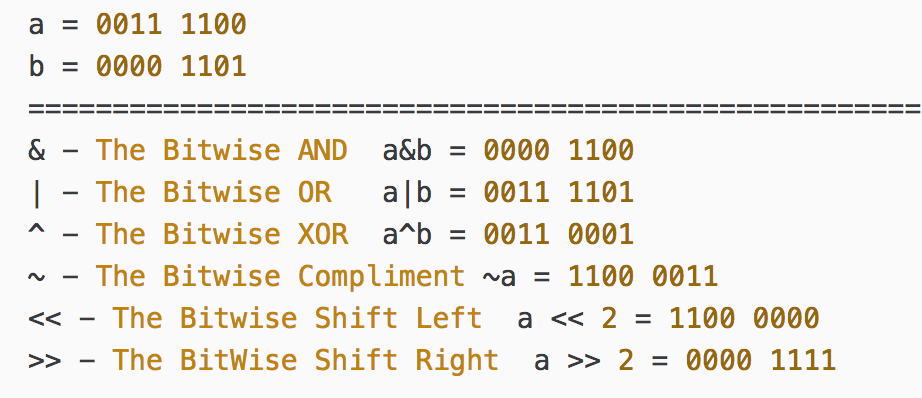 a = 0011 1100
b = 0000 1101
=====================================================
& – The Bitwise AND  a&b = 0000 1100
| – The Bitwise OR   a|b = 0011 1101
^ – The Bitwise XOR  a^b = 0011 0001
~ – The Bitwise Compliment ~a = 1100 0011
<< – The BitWise Shift Left  a << 2 = 1100 0000
>> – The BitWise Shift Right  a >> 2 = 0000 1111